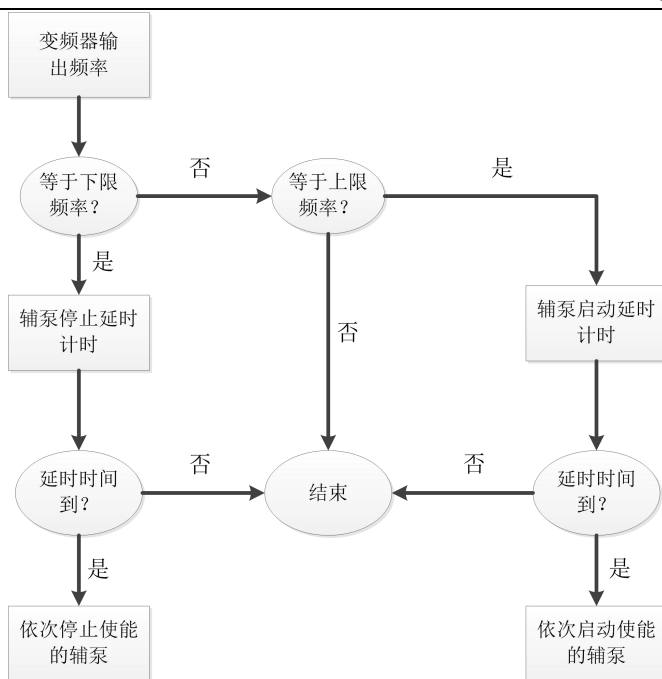 变频器输
出频率
等于下限
频率？
否
等于上限
频率？
是
是
辅泵停止延时
计时
否
辅泵启动延时
计时
延时时间
到？
否
结束
否
延时时间
到？
是
是
依次停止使能
的辅泵
依次启动使能
的辅泵